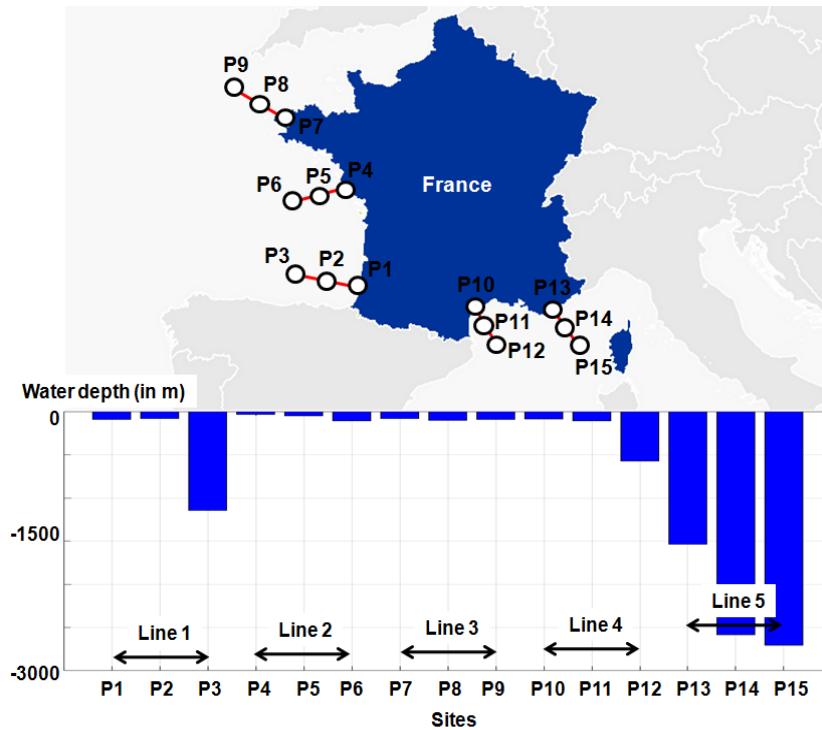 P9
P8
P7
P4
P5
P6
France
P3
P2
P1
P10
P13
P11
P14
P12
P15
Water depth (in m)
0
-1500
-3000
Line 1
Line 2
Line 3
Line 4
Line 5
P1 P2 P3 P4 P5 P6 P7 P8 P9 P10 P11 P12 P13 P14 P15
Sites